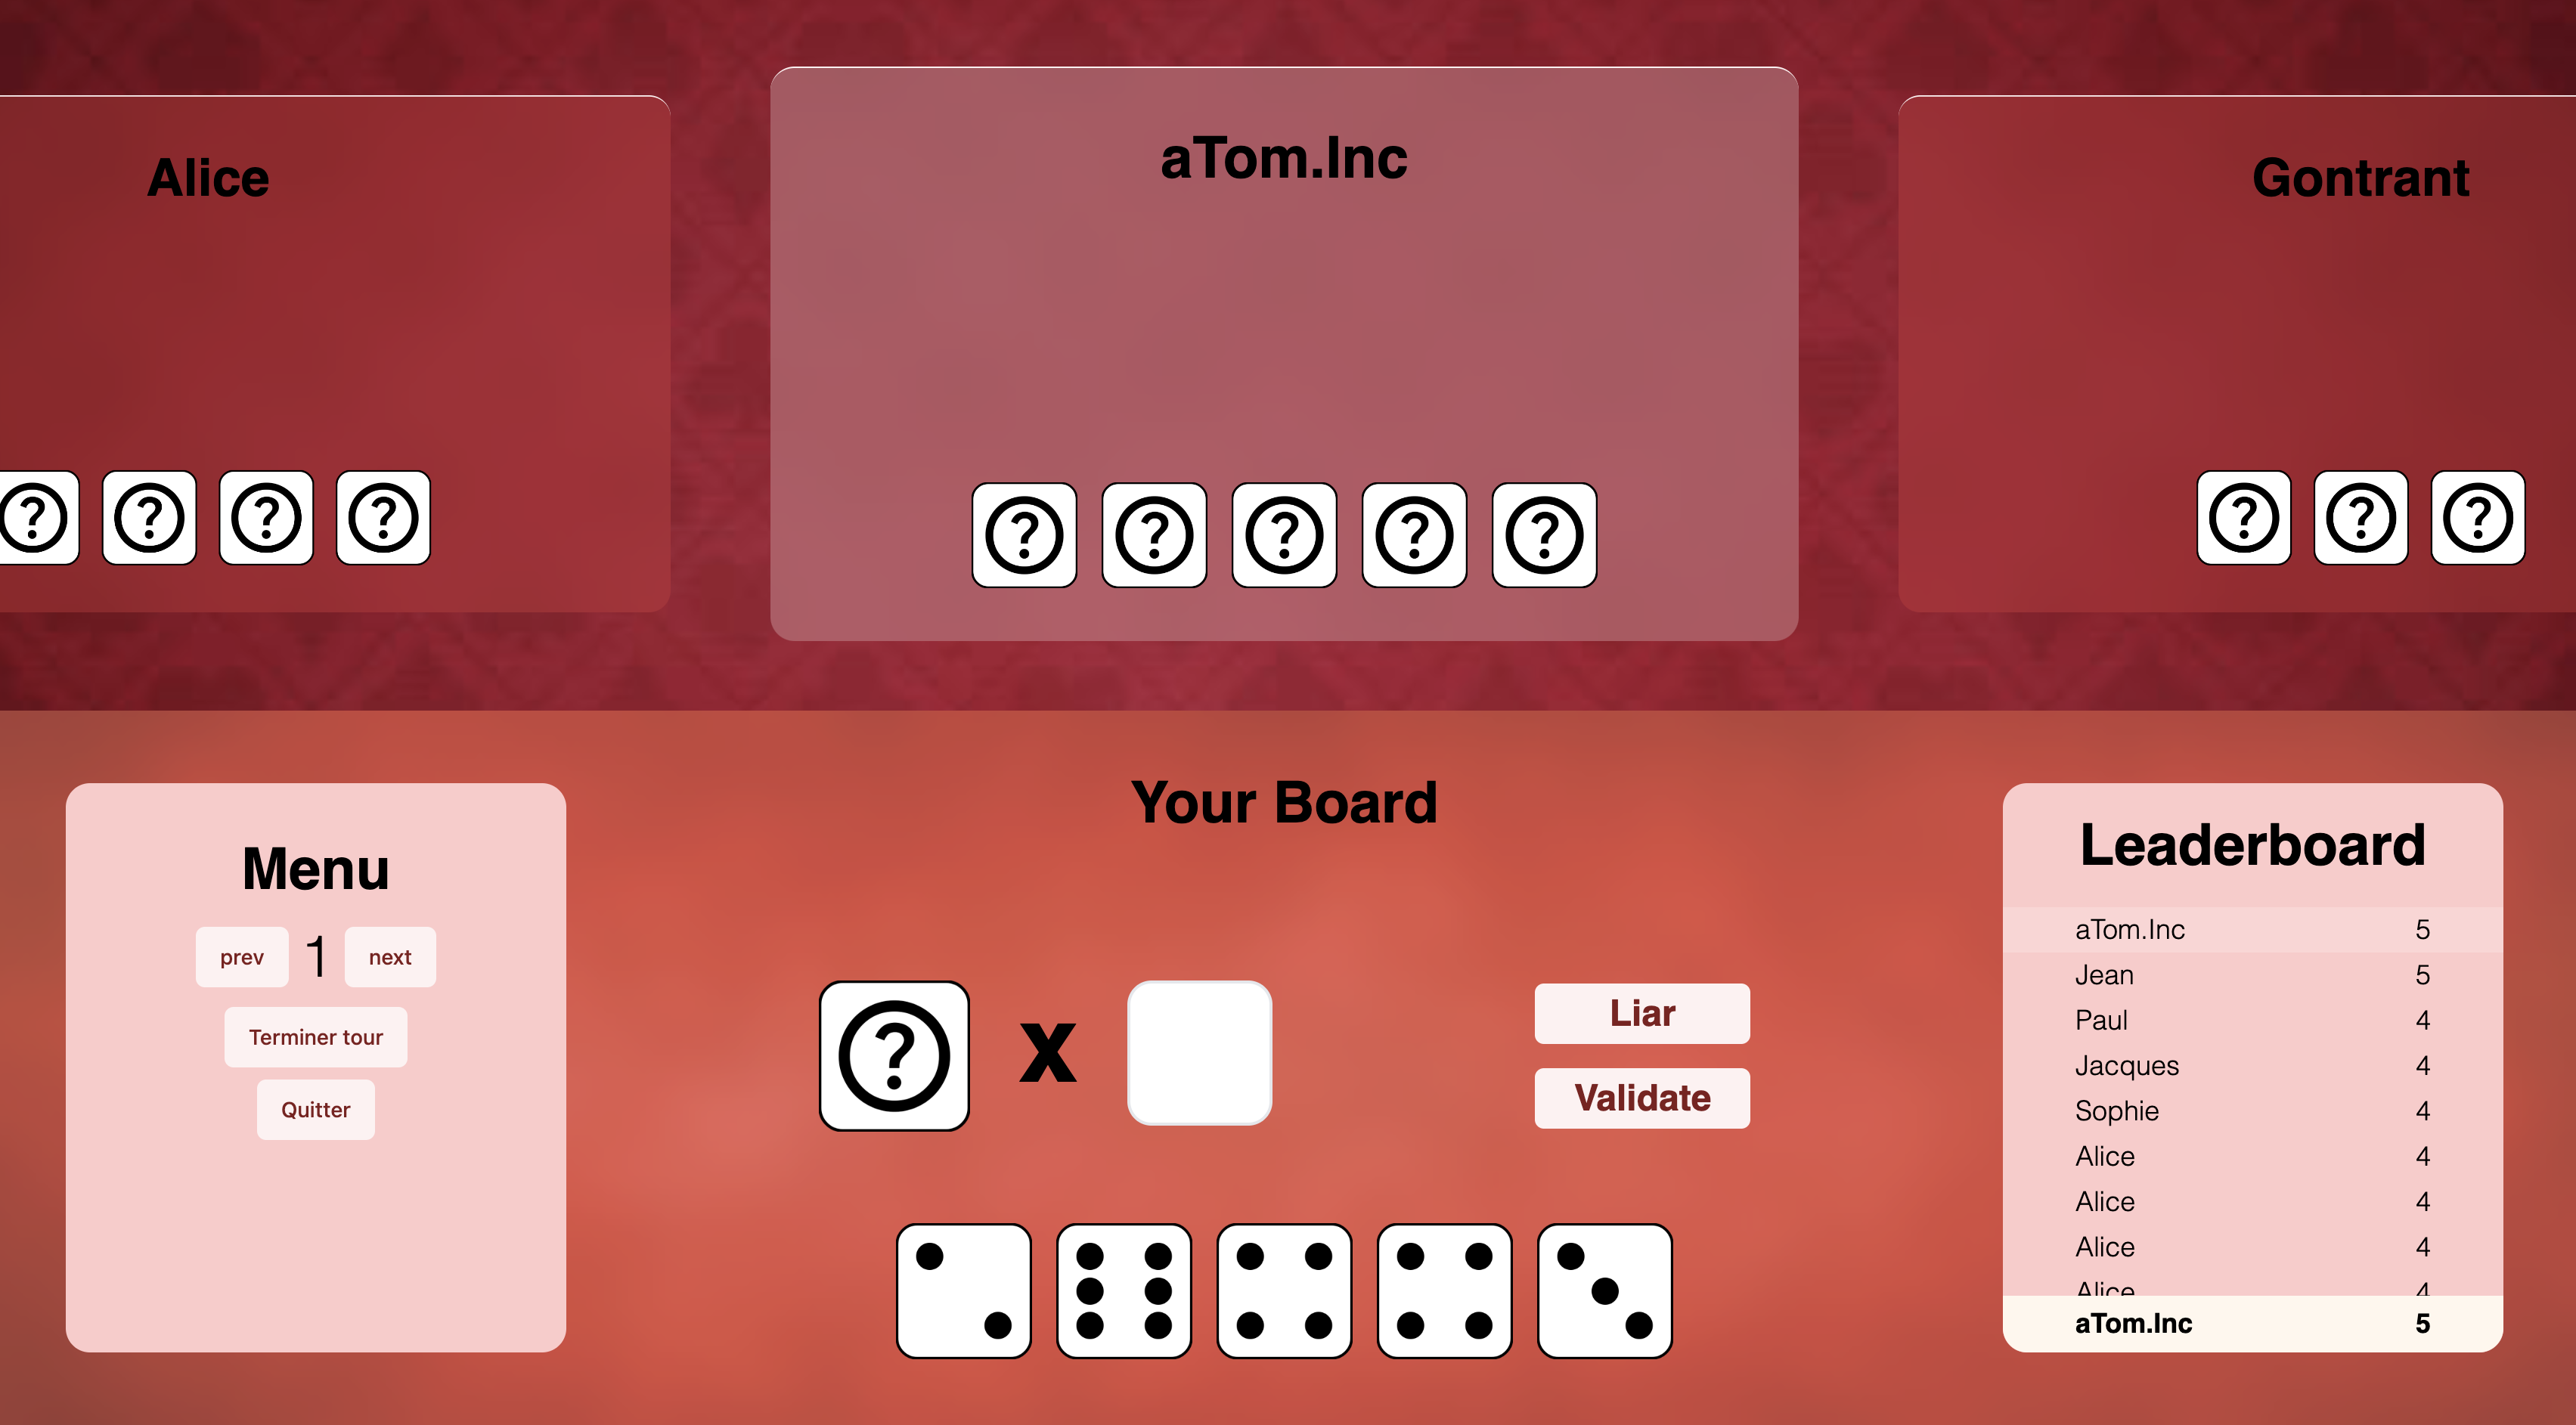 Alice
aTom.Inc
Gontrant
? ? ? ?
? ? ? ? ?
? ? ?
Menu
prev 1 next
Terminer tour
Quitter
Your Board
? x
Liar
Validate
Leaderboard
aTom.Inc 5
Jean 5
Paul 4
Jacques 4
Sophie 4
Alice 4
Alice 4
Alice 4
Alice 4
aTom.Inc 5